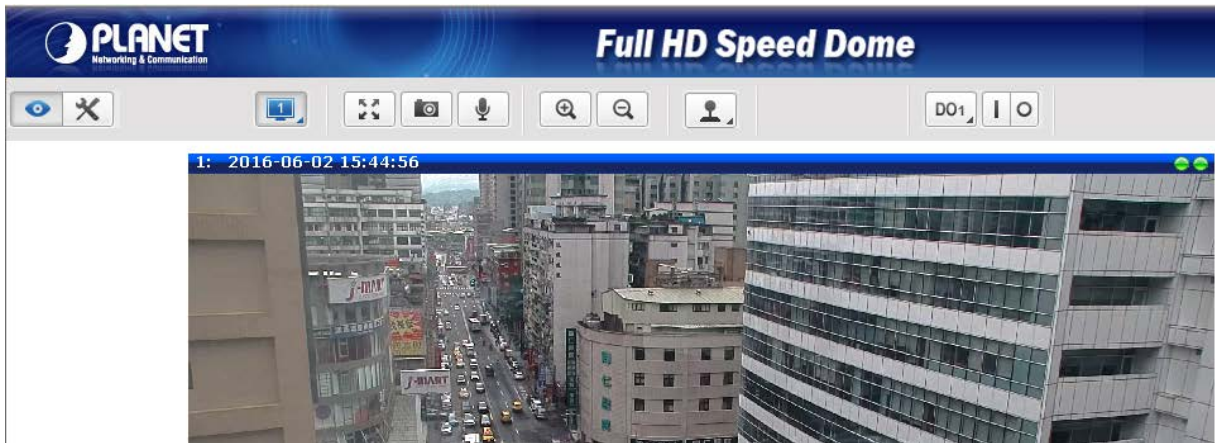 PLANET
Networking & Communication
Full HD Speed Dome
1
DO1
1: 2016-06-02 15:44:56
J-MART
J-MART